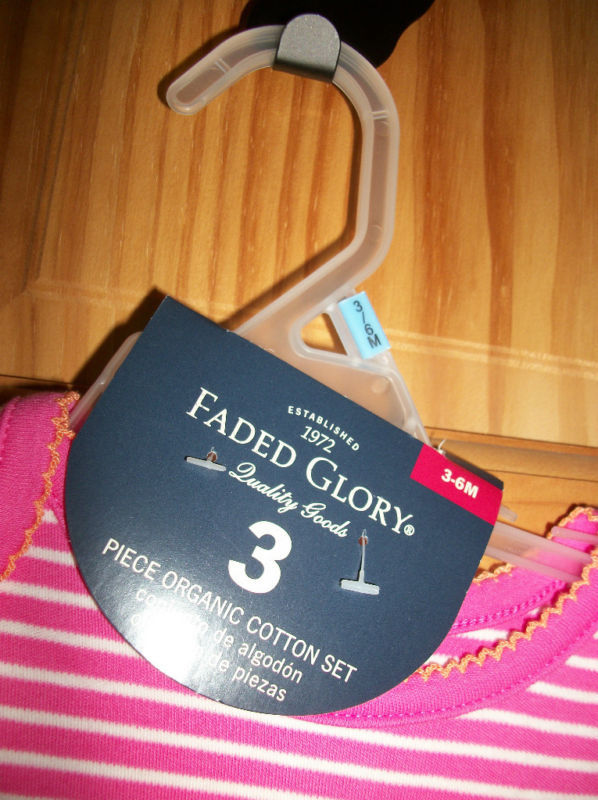 3/6M
ESTABLISHED
1972
FADED GLORY®
3-6M
Quality Goods
3
PIECE ORGANIC COTTON SET
de algodón
de piezas